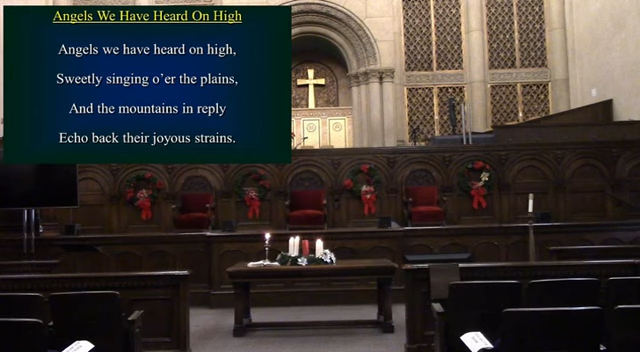 Angels We Have Heard On High
Angels we have heard on high,
Sweetly singing o'er the plains,
And the mountains in reply
Echo back their joyous strains.